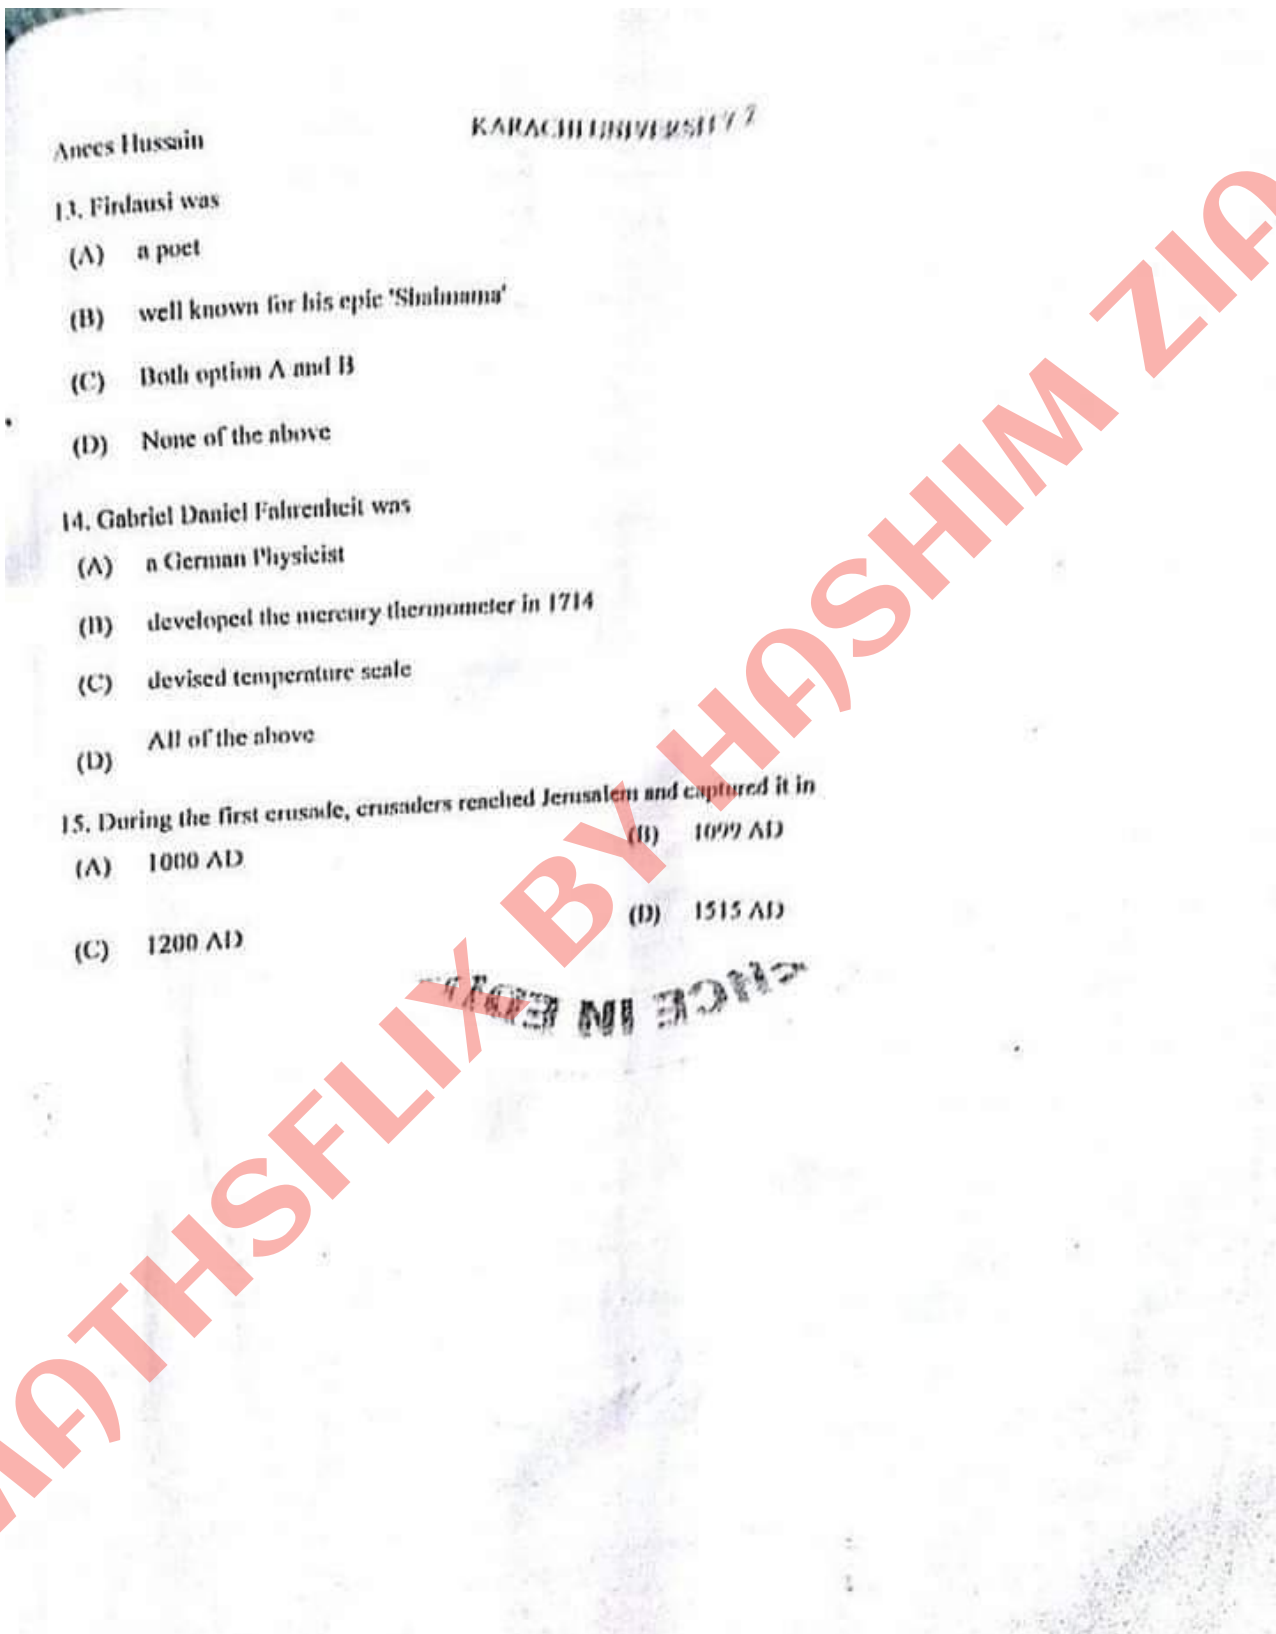 Anees Hussain
KARACHI UNIVERSITY 7
13. Firdausi was
(A) a poet
(B) well known for his epic 'Shahnama'
(C) Both option A and B
(D) None of the above
14. Gabriel Daniel Fahrenheit was
(A) a German Physicist
(B) developed the mercury thermometer in 1714
(C) devised temperature scale
(D) All of the above
15. During the first crusade, crusaders reached Jerusalem and captured it in
(A) 1000 AD (B) 1099 AD
(C) 1200 AD (D) 1515 AD
MATHSFLIX BY HASHIM ZIA